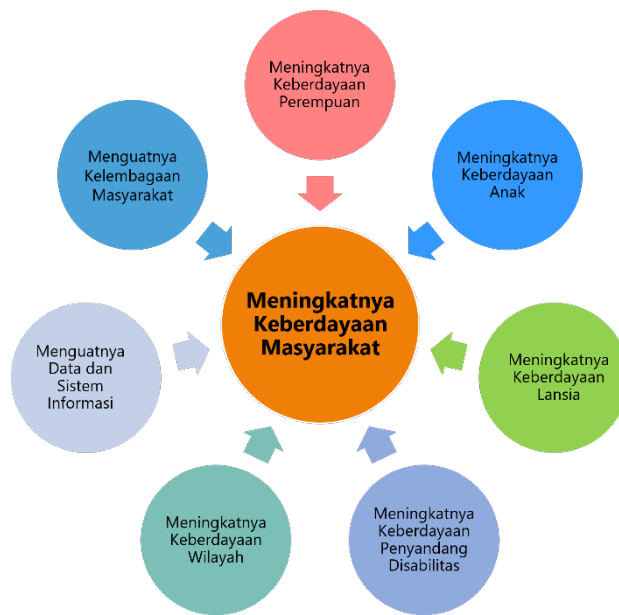 Meningkatnya
Keberdayaan
Perempuan
Meningkatnya
Keberdayaan
Anak
Meningkatnya
Keberdayaan
Lansia
Meningkatnya
Keberdayaan
Penyandang
Disabilitas
Meningkatnya
Keberdayaan
Wilayah
Menguatnya
Data dan
Sistem
Informasi
Menguatnya
Kelembagaan
Masyarakat
Meningkatnya
Keberdayaan
Masyarakat